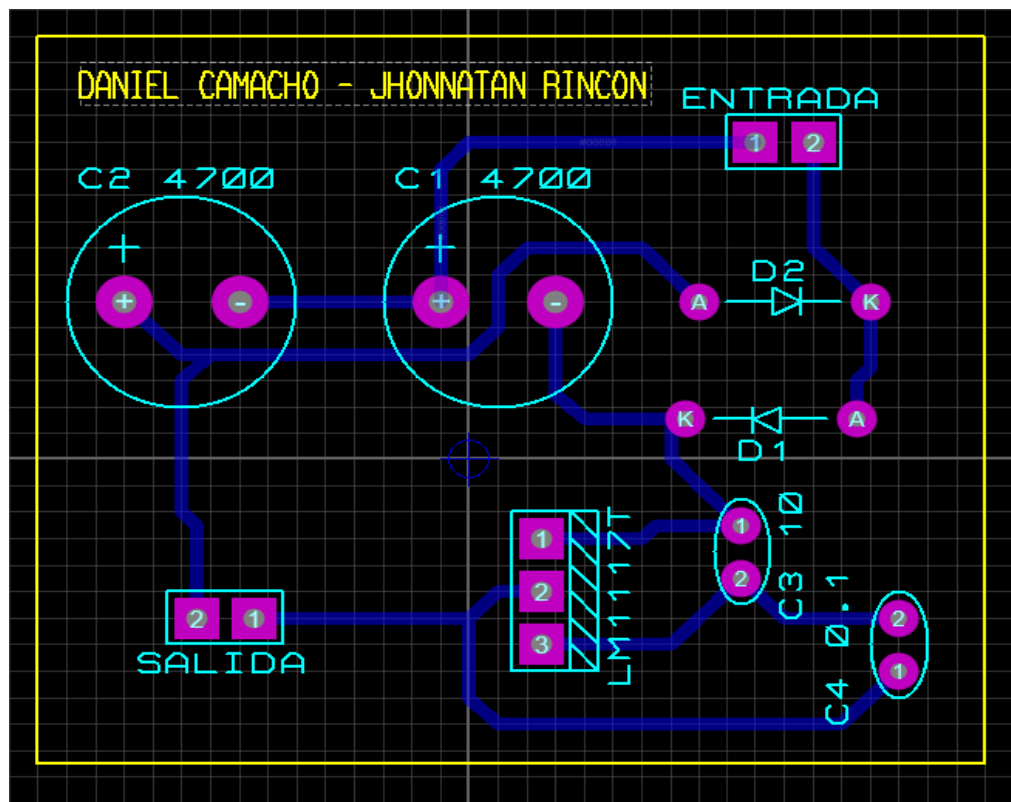 DANIEL CAMACHO - JHONNATAN RINCON
ENTRADA
1 2
C2 4700
C1 4700
+
+
D2
+ -
+ -
A K
K A
D1
10
1
1
2
2
C3
LM1117T
0.1
2
2 1
3
1
SALIDA
C4